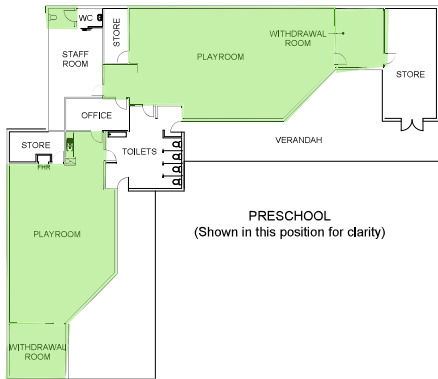 WC
STORE
STAFF
ROOM
PLAYROOM
WITHDRAWAL
ROOM
STORE
OFFICE
STORE
FHR
TOILETS
VERANDAH
PLAYROOM
PRESCHOOL
(Shown in this position for clarity)
WITHDRAWAL
ROOM